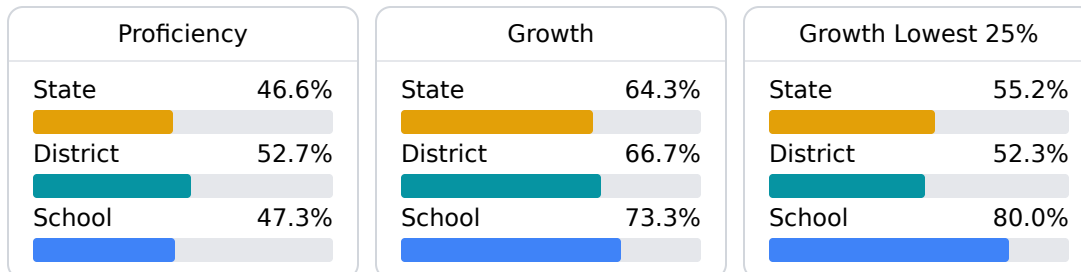 Proficiency
State 46.6%
District 52.7%
School 47.3%
Growth
State 64.3%
District 66.7%
School 73.3%
Growth Lowest 25%
State 55.2%
District 52.3%
School 80.0%